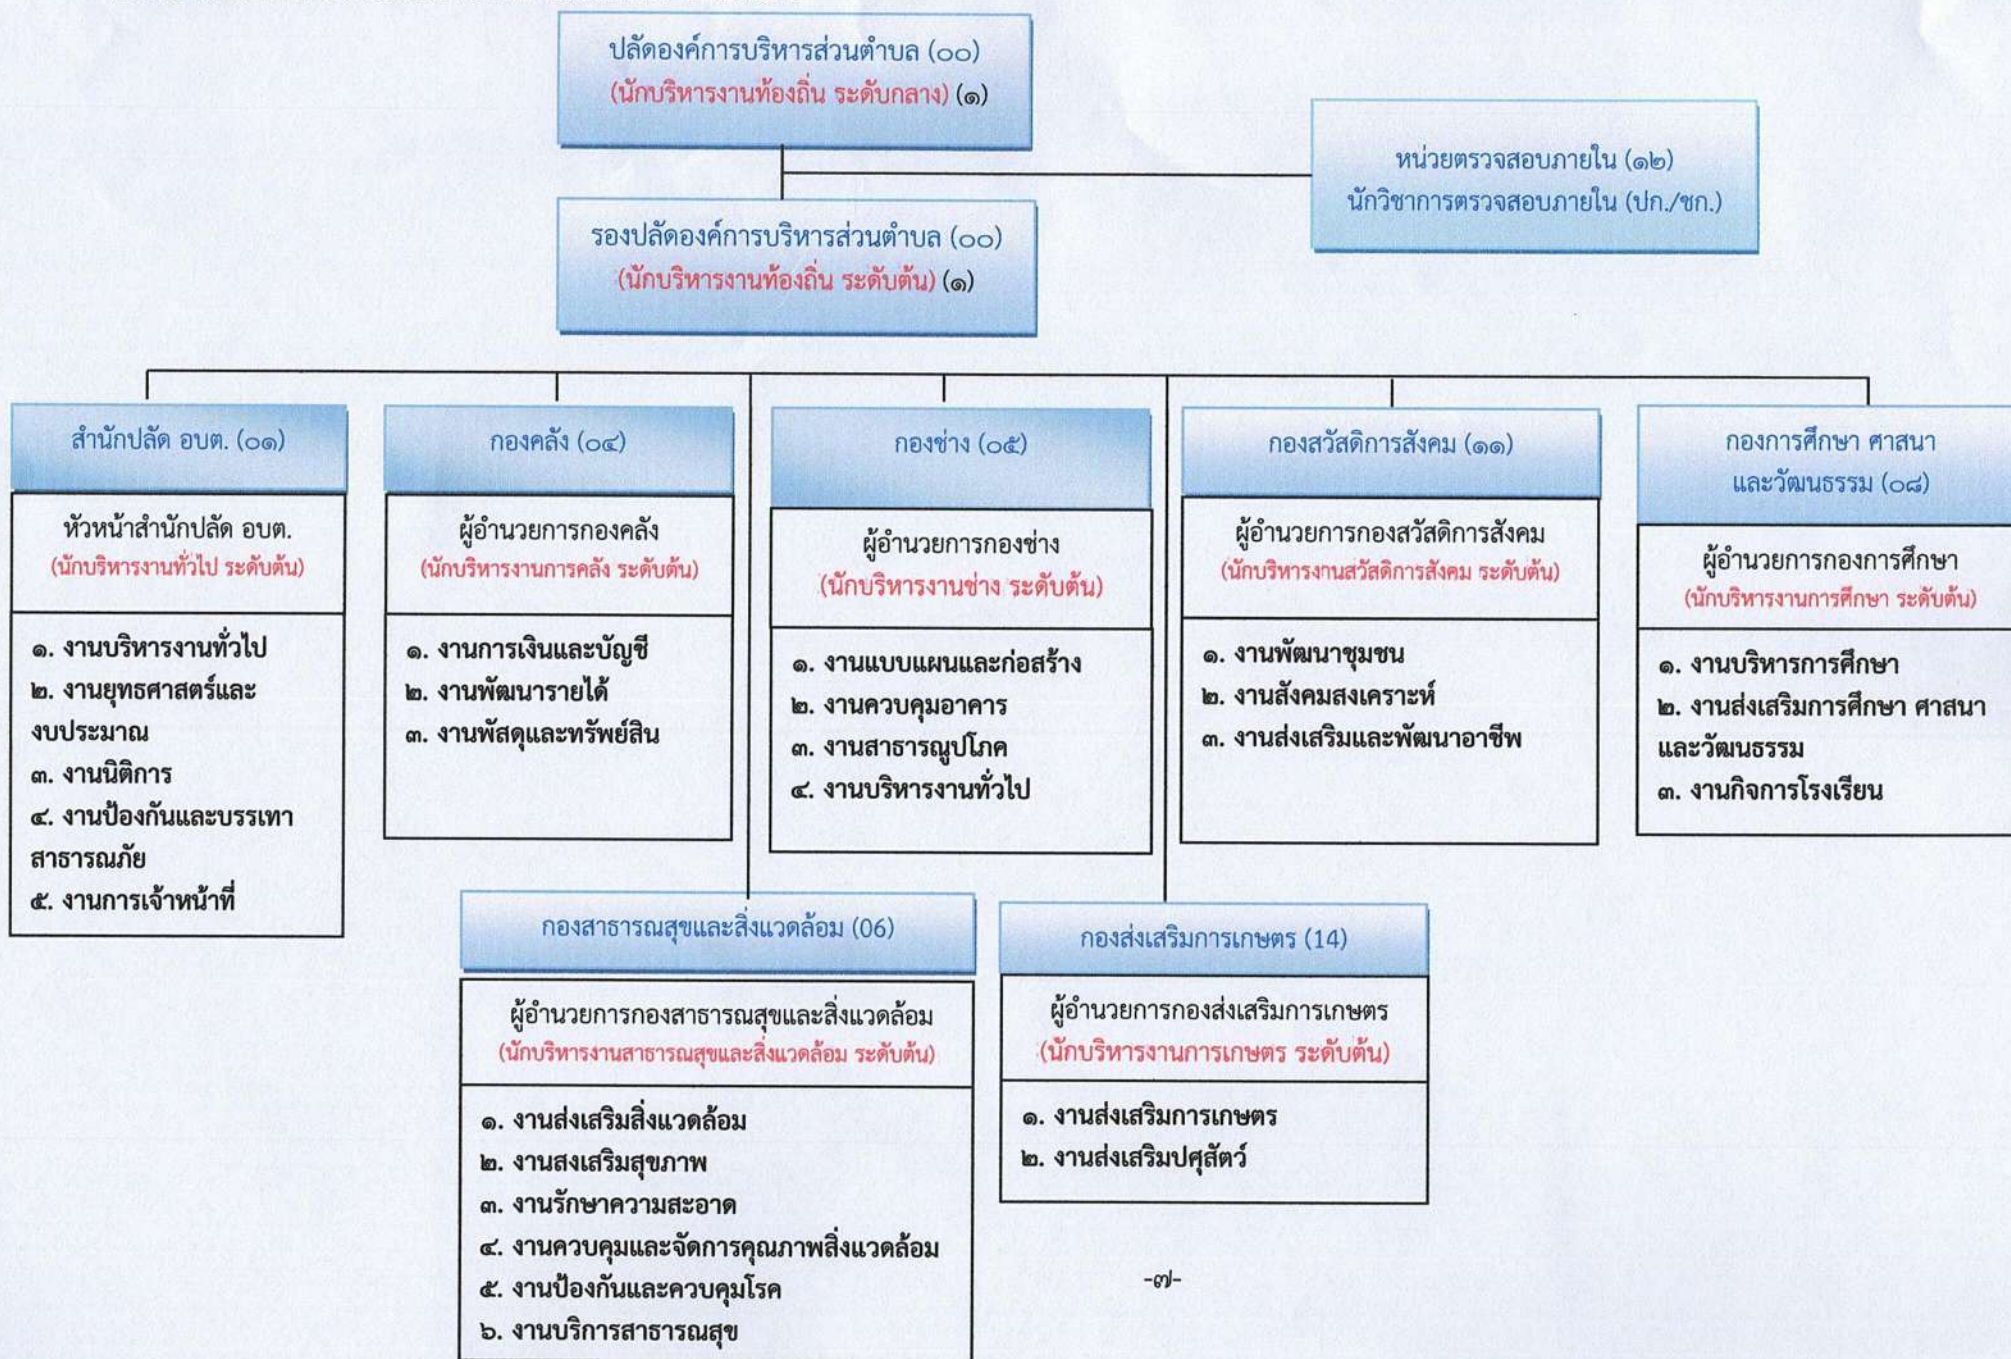 ปลัดองค์การบริหารส่วนตำบล (๐๐)
(นักบริหารงานท้องถิ่น ระดับกลาง) (๑)
หน่วยตรวจสอบภายใน (๑๒)
นักวิชาการตรวจสอบภายใน (ปก./ชก.)
รองปลัดองค์การบริหารส่วนตำบล (๐๐)
(นักบริหารงานท้องถิ่น ระดับต้น) (๑)
สำนักปลัด อบต. (๐๑)
หัวหน้าสำนักปลัด อบต.
(นักบริหารงานทั่วไป ระดับต้น)
๑. งานบริหารงานทั่วไป
๒. งานยุทธศาสตร์และ
งบประมาณ
๓. งานนิติการ
๔. งานป้องกันและบรรเทา
สาธารณภัย
๕. งานการเจ้าหน้าที่
กองคลัง (๐๔)
ผู้อำนวยการกองคลัง
(นักบริหารงานการคลัง ระดับต้น)
๑. งานการเงินและบัญชี
๒. งานพัฒนารายได้
๓. งานพัสดุและทรัพย์สิน
กองช่าง (๐๕)
ผู้อำนวยการกองช่าง
(นักบริหารงานช่าง ระดับต้น)
๑. งานแบบแผนและก่อสร้าง
๒. งานควบคุมอาคาร
๓. งานสาธารณูปโภค
๔. งานบริหารงานทั่วไป
กองสวัสดิการสังคม (๑๑)
ผู้อำนวยการกองสวัสดิการสังคม
(นักบริหารงานสวัสดิการสังคม ระดับต้น)
๑. งานพัฒนาชุมชน
๒. งานสังคมสงเคราะห์
๓. งานส่งเสริมและพัฒนาอาชีพ
กองการศึกษา ศาสนา
และวัฒนธรรม (๐๘)
ผู้อำนวยการกองการศึกษา
(นักบริหารงานการศึกษา ระดับต้น)
๑. งานบริหารการศึกษา
๒. งานส่งเสริมการศึกษา ศาสนา
และวัฒนธรรม
๓. งานกิจการโรงเรียน
กองสาธารณสุขและสิ่งแวดล้อม (06)
ผู้อำนวยการกองสาธารณสุขและสิ่งแวดล้อม
(นักบริหารงานสาธารณสุขและสิ่งแวดล้อม ระดับต้น)
๑. งานส่งเสริมสิ่งแวดล้อม
๒. งานสงเสริมสุขภาพ
๓. งานรักษาความสะอาด
๔. งานควบคุมและจัดการคุณภาพสิ่งแวดล้อม
๕. งานป้องกันและควบคุมโรค
๖. งานบริการสาธารณสุข
กองส่งเสริมการเกษตร (14)
ผู้อำนวยการกองส่งเสริมการเกษตร
(นักบริหารงานการเกษตร ระดับต้น)
๑. งานส่งเสริมการเกษตร
๒. งานส่งเสริมปศุสัตว์
-๗-